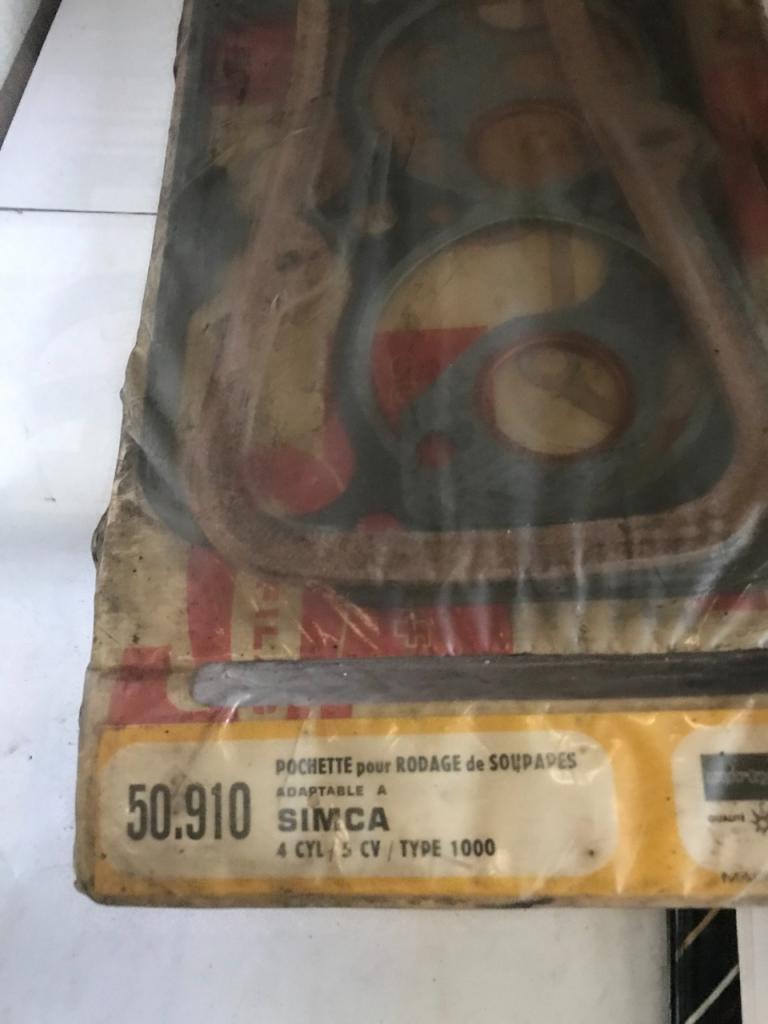 50.910
POCHETTE pour RODAGE de SOUPAPES
ADAPTABLE A
SIMCA
4 CYL / 5 CV / TYPE 1000